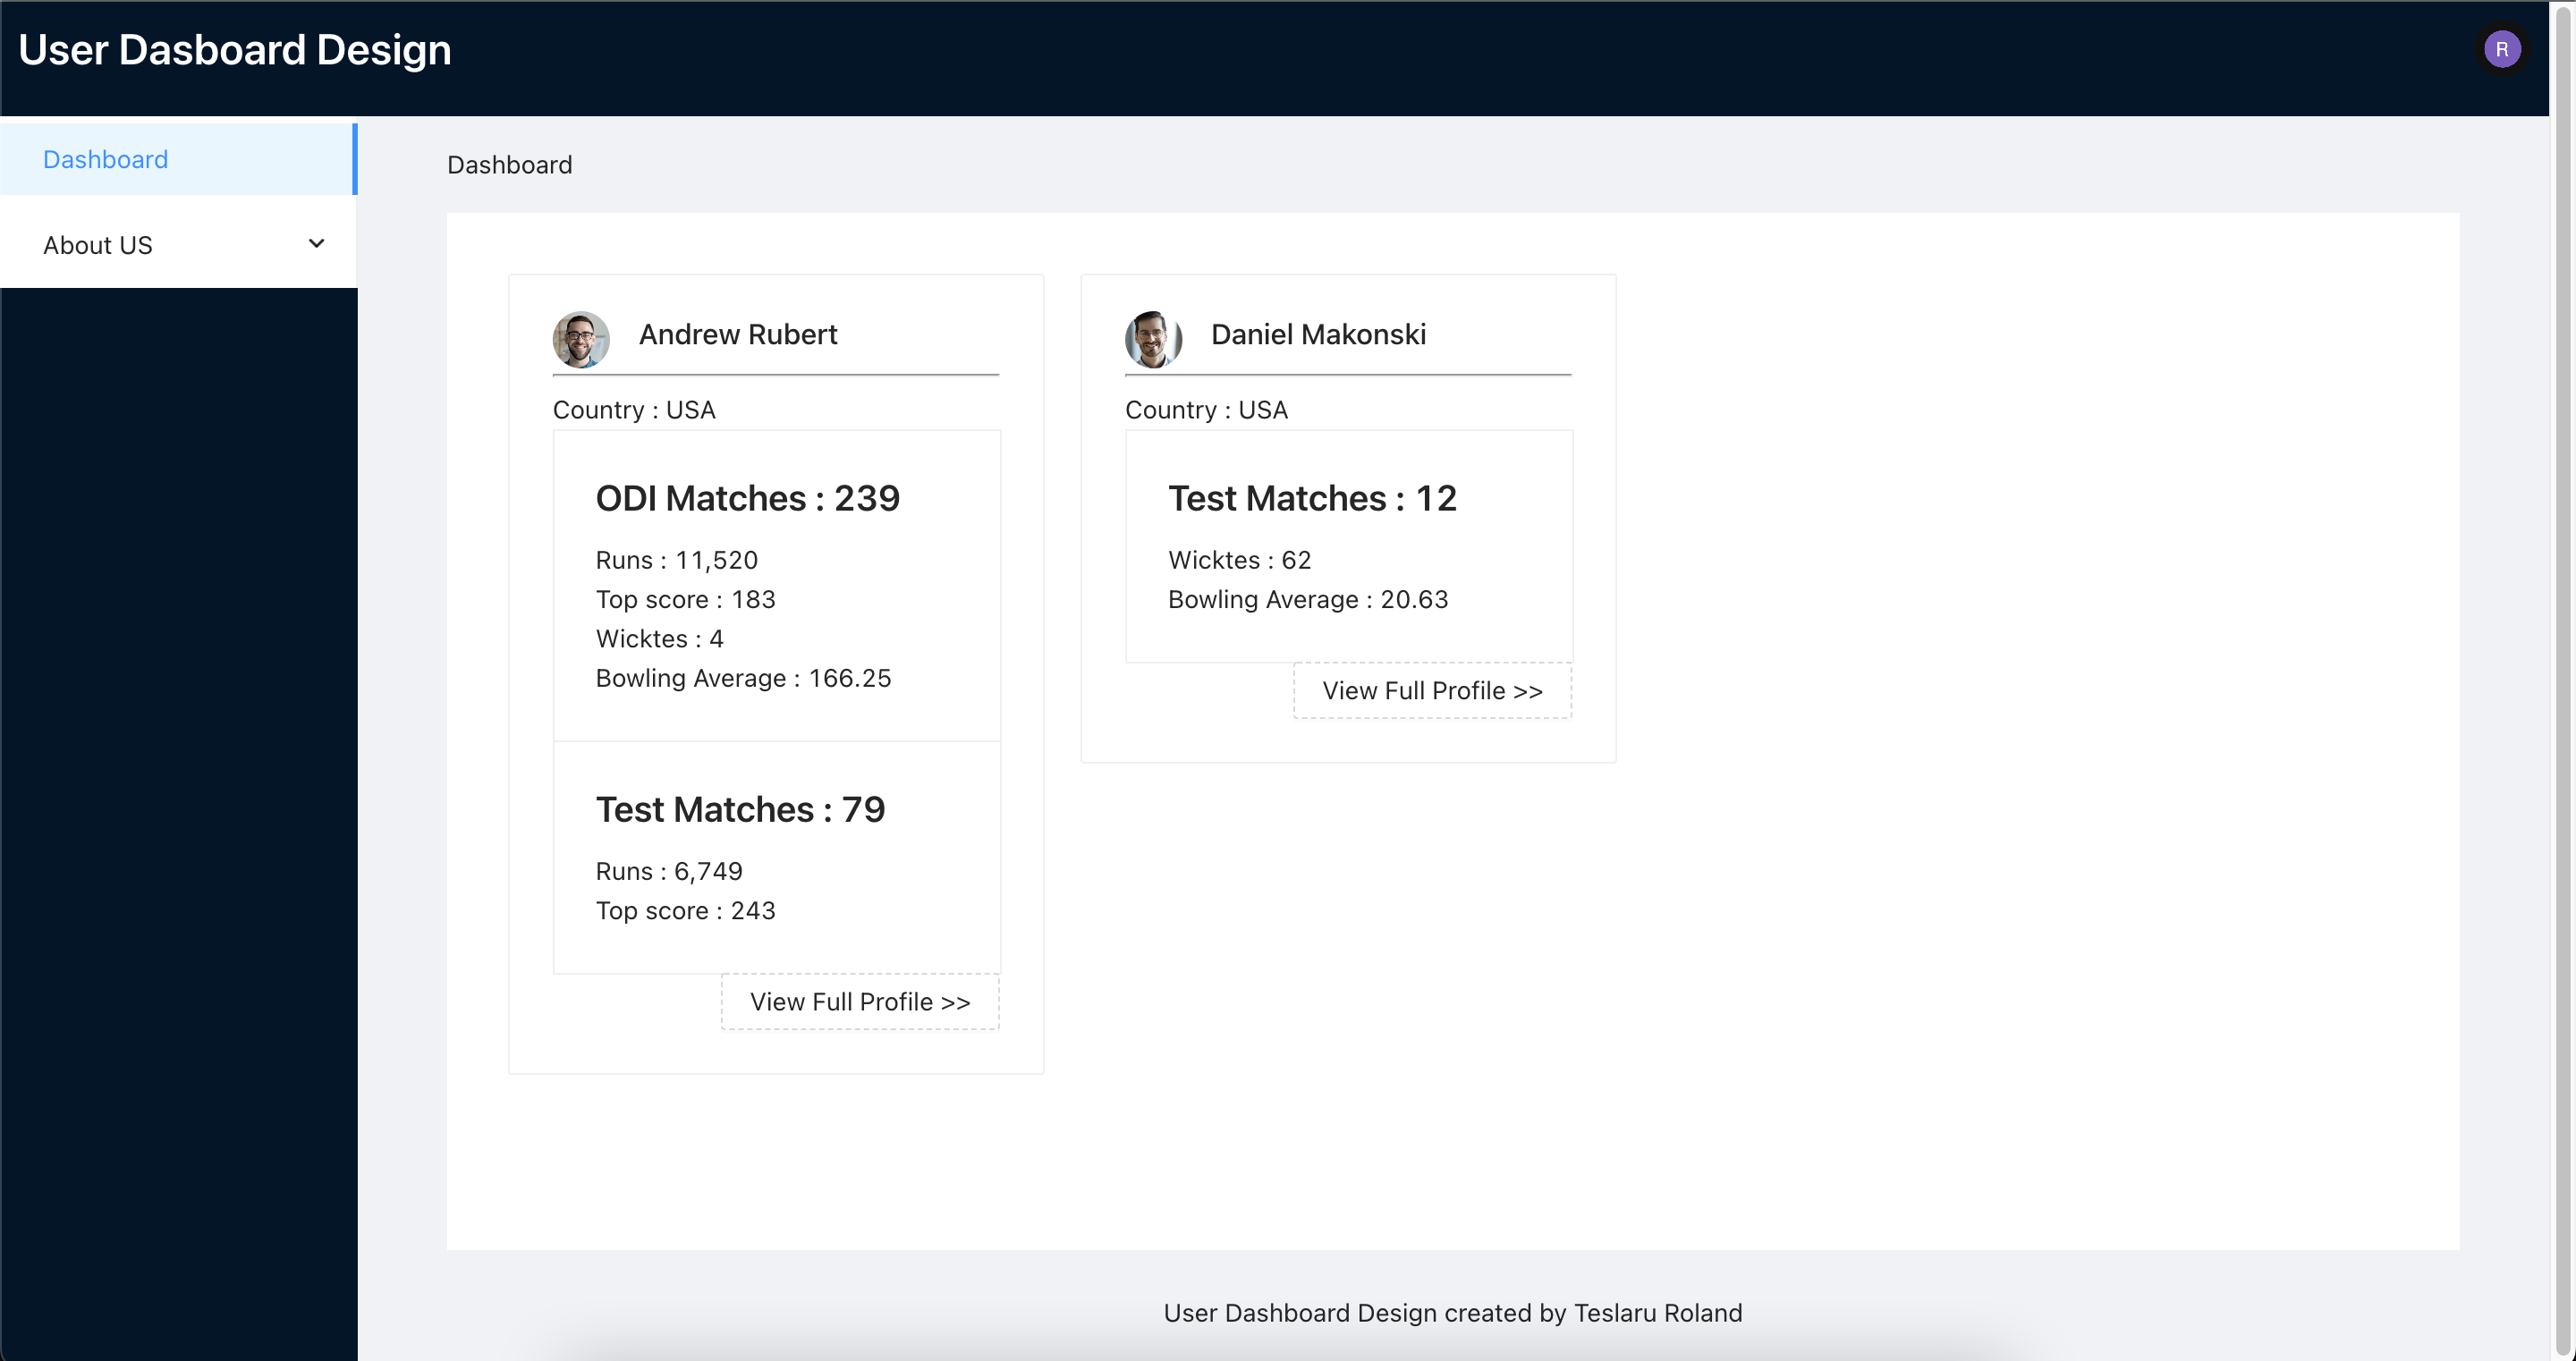 User Dasboard Design
R
Dashboard
About US
Dashboard
Andrew Rubert
Country : USA
ODI Matches : 239
Runs : 11,520
Top score : 183
Wicktes : 4
Bowling Average : 166.25
Test Matches : 79
Runs : 6,749
Top score : 243
View Full Profile >>
Daniel Makonski
Country : USA
Test Matches : 12
Wicktes : 62
Bowling Average : 20.63
View Full Profile >>
User Dashboard Design created by Teslaru Roland